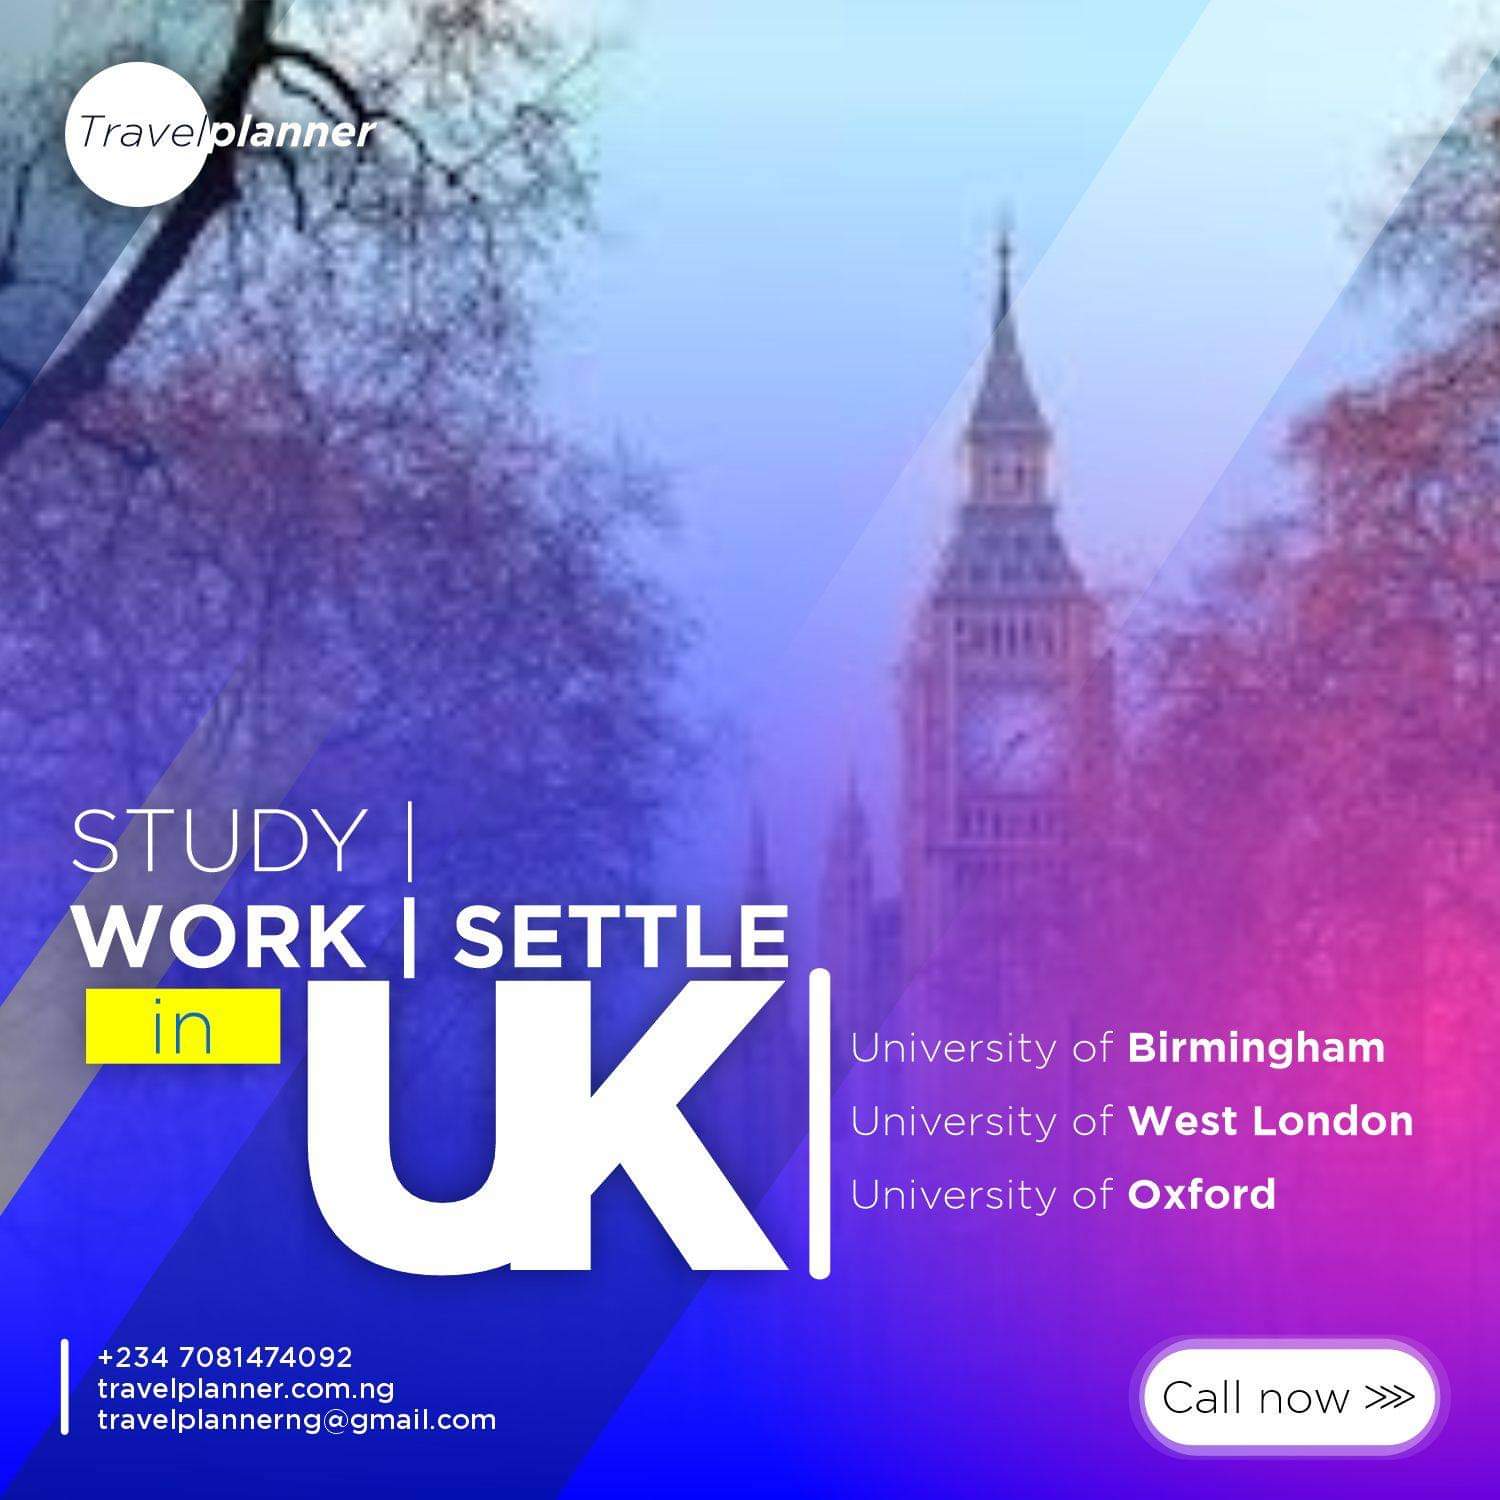 Travelplanner
STUDY |
WORK | SETTLE
in UK
University of Birmingham
University of West London
University of Oxford
+234 7081474092
travelplanner.com.ng
travelplannerng@gmail.com
Call now >>>